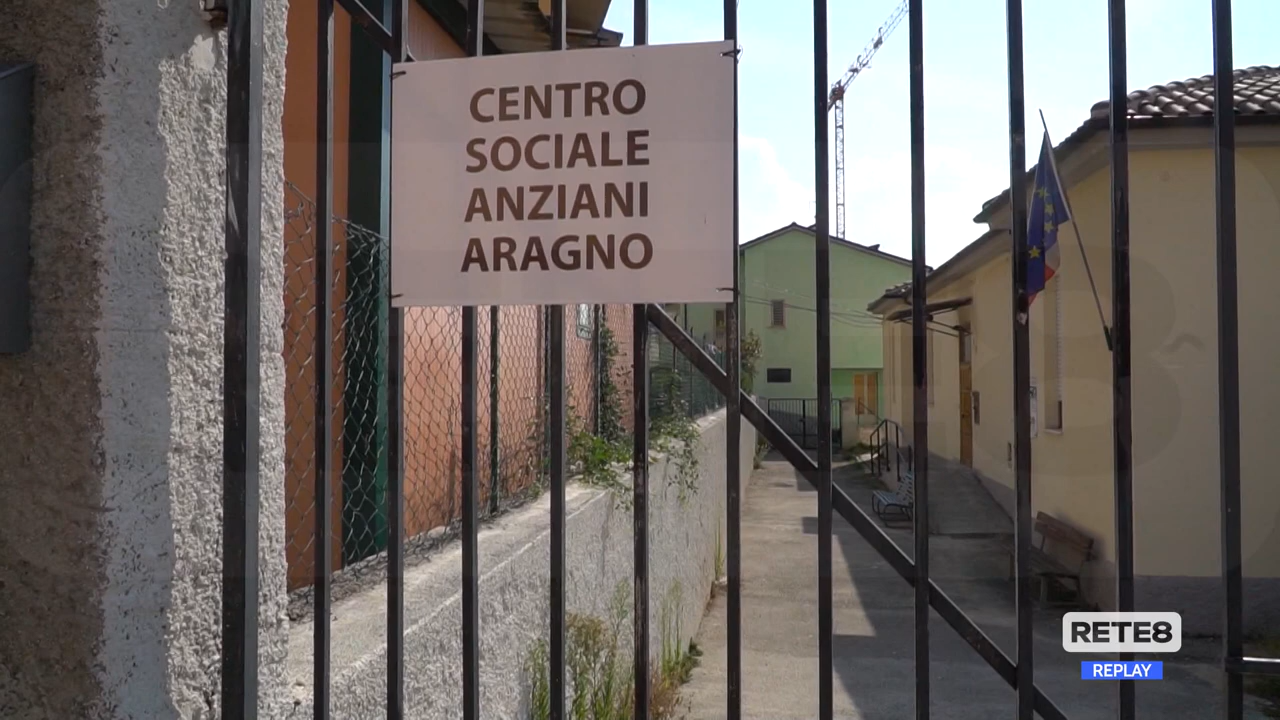 CENTRO
SOCIALE
ANZIANI
ARAGNO
RETE8
REPLAY